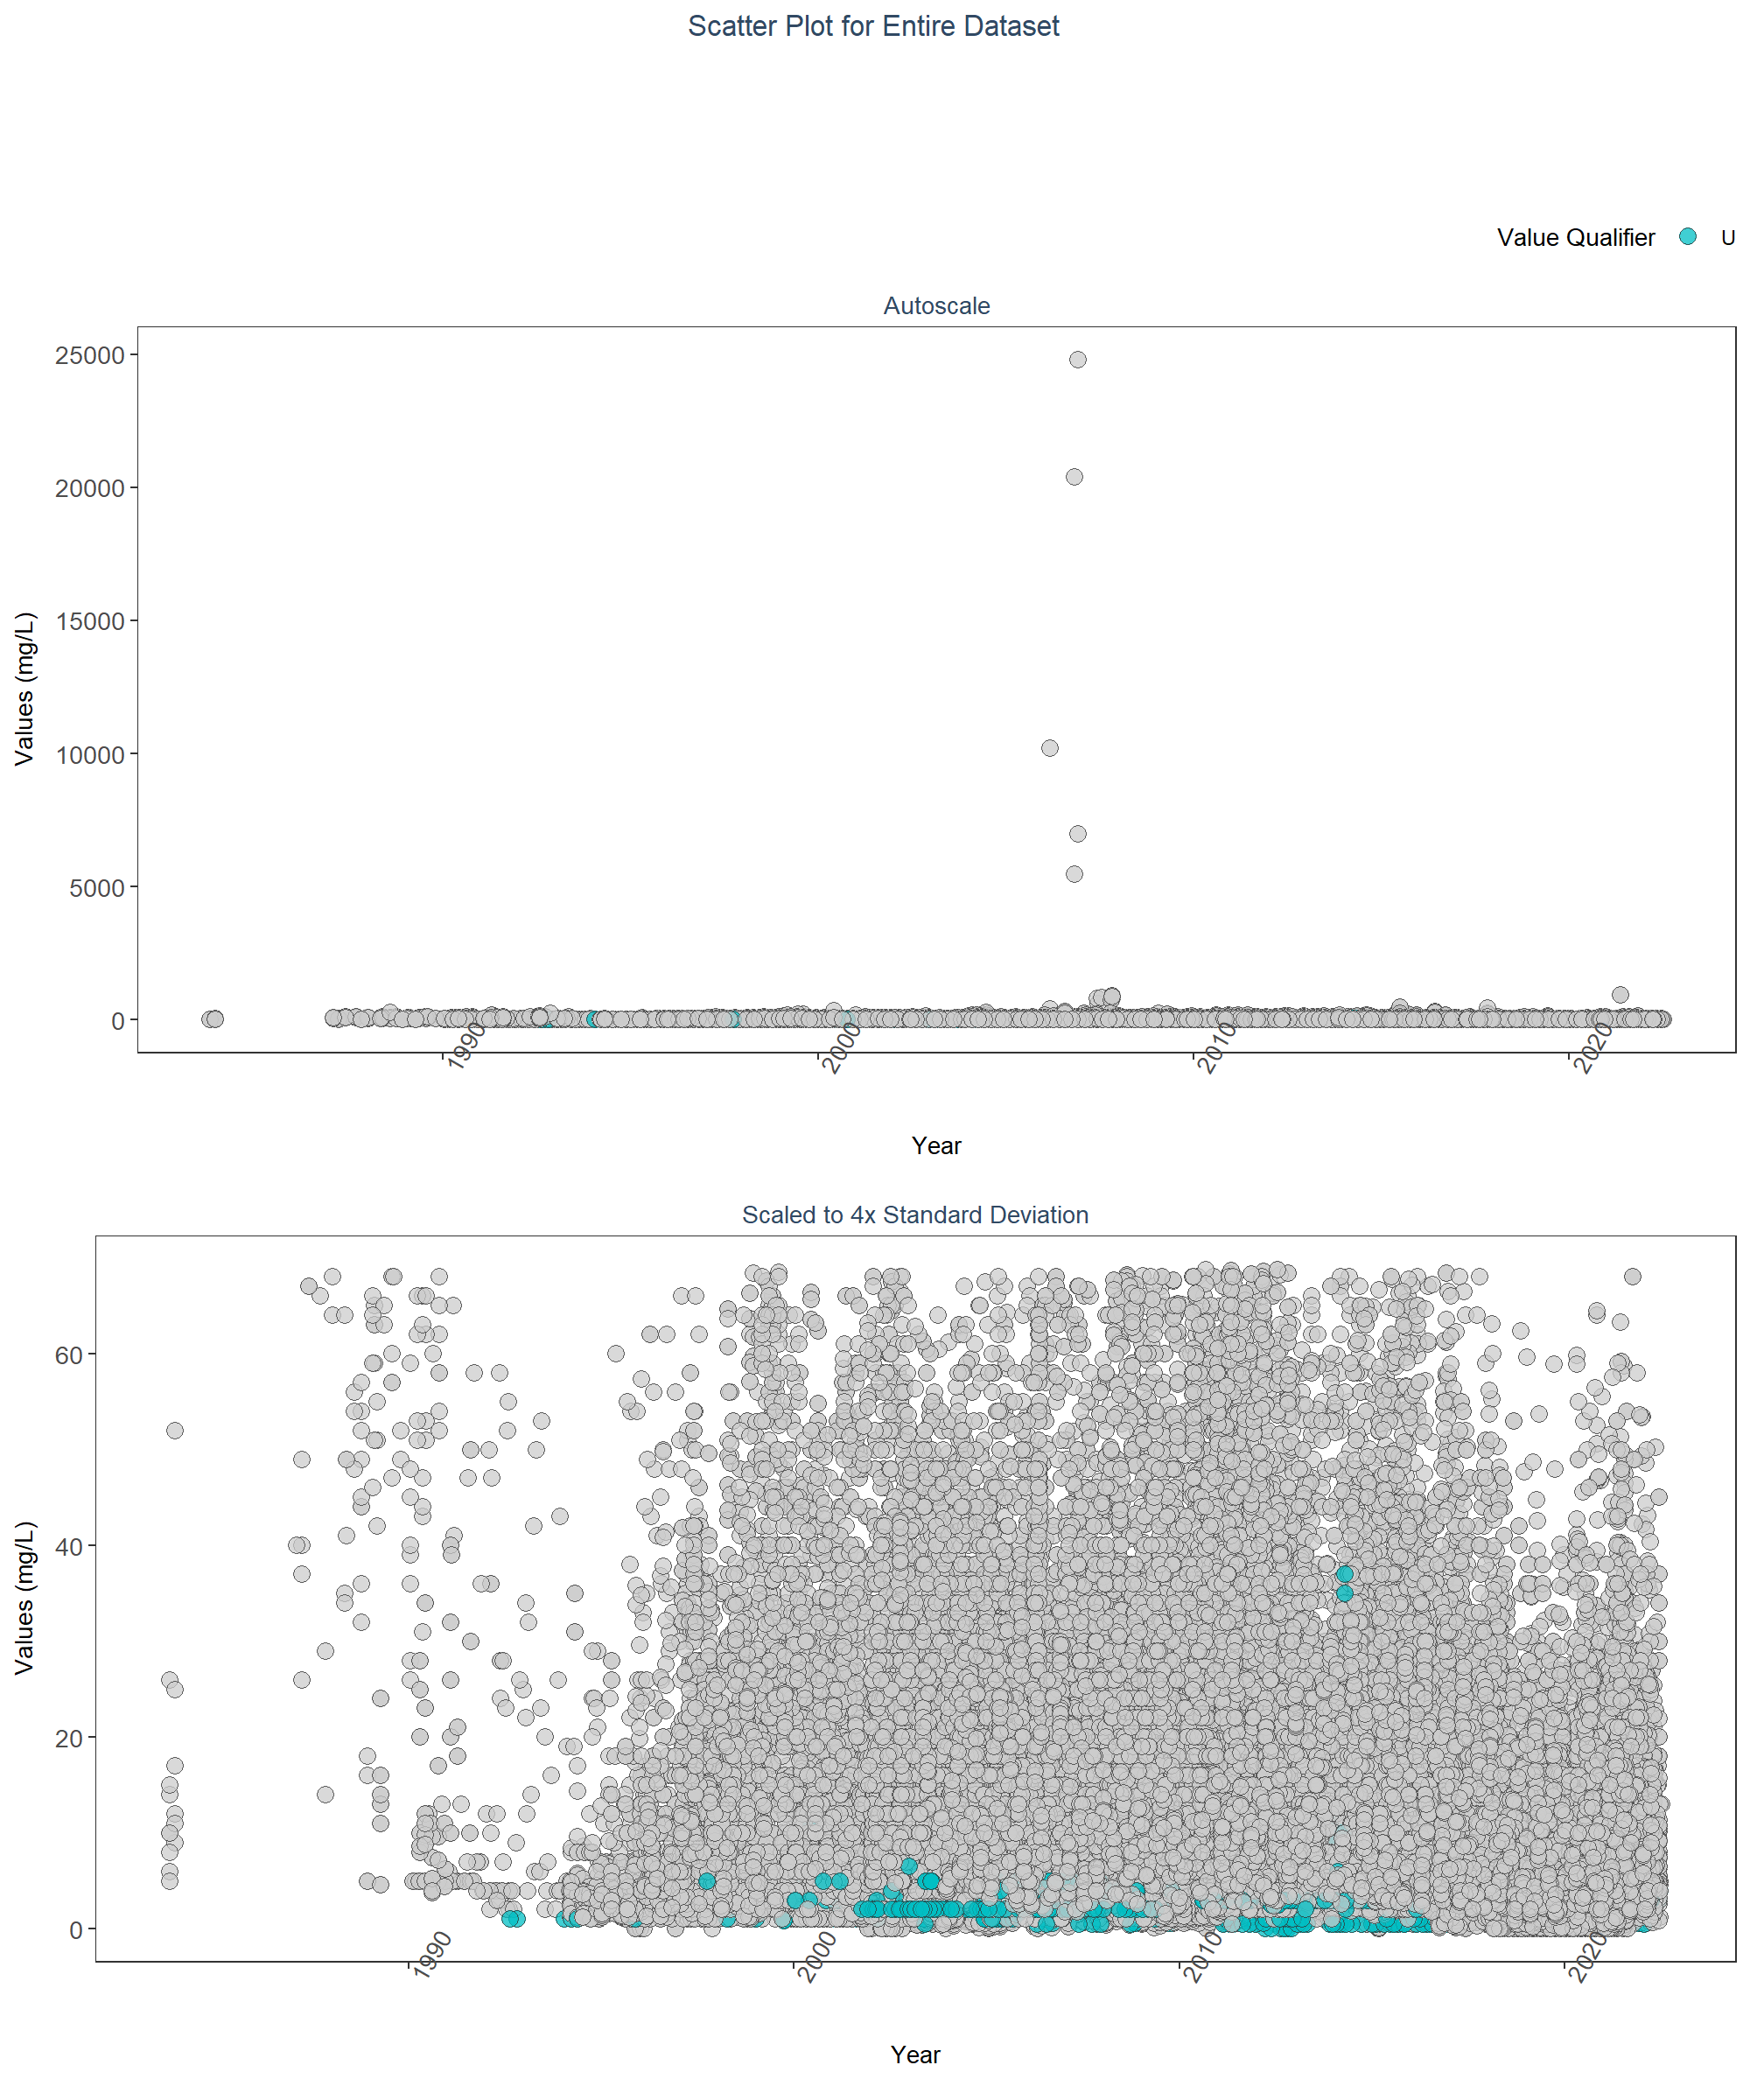 Scatter Plot for Entire Dataset
Value Qualifier U
Autoscale
25000
20000
15000
10000
5000
0
Values (mg/L)
1990 2000 2010 2020
Year
Scaled to 4x Standard Deviation
60
40
20
0
Values (mg/L)
1990 2000 2010 2020
Year